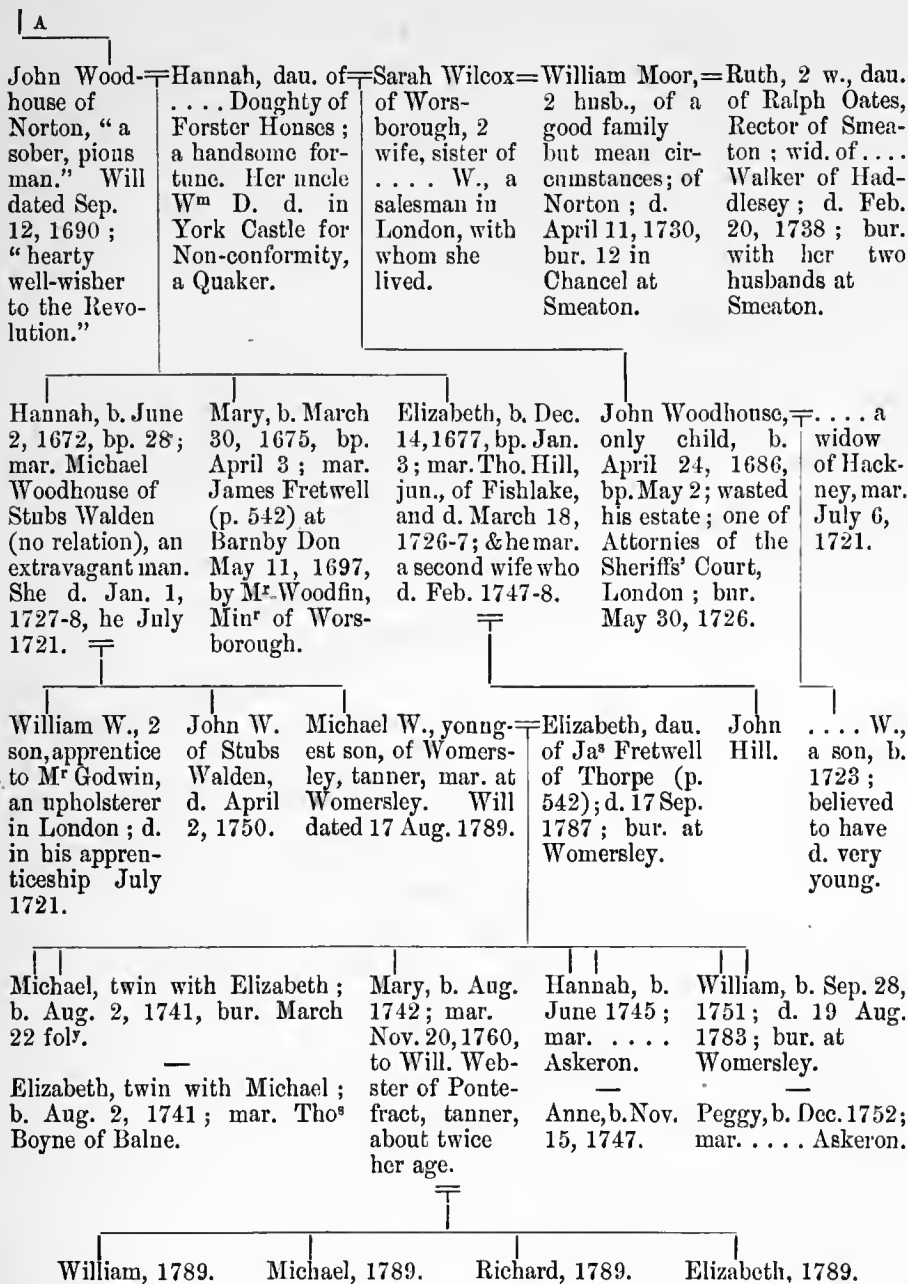 A
John Wood-
house of
Norton, “ a
sober, pious
man.” Will
dated Sep.
12, 1690 ;
“ hearty
well-wisher
to the Revo-
lution.”
Hannah, dau. of
. . . . Doughty of
Forster Houses ;
a handsome for-
tune. Her uncle
Wm D. d. in
York Castle for
Non-conformity,
a Quaker.
Sarah Wilcox
of Wors-
borough, 2
wife, sister of
. . . . W., a
salesman in
London, with
whom she
lived.
William Moor,
2 husb., of a
good family
but mean cir-
cumstances; of
Norton ; d.
April 11, 1730,
bur. 12 in
Chancel at
Smeaton.
Ruth, 2 w., dau.
of Ralph Oates,
Rector of Smea-
ton ; wid. of . . . .
Walker of Had-
dlesey ; d. Feb.
20, 1738 ; bur.
with her two
husbands at
Smeaton.
Hannah, b. June
2, 1672, bp. 28 ;
mar. Michael
Woodhouse of
Stubs Walden
(no relation), an
extravagant man.
She d. Jan. 1,
1727-8, he July
1721.
Mary, b. March
30, 1675, bp.
April 3 ; mar.
James Fretwell
(p. 542) at
Barnby Don
May 11, 1697,
by Mr Woodfin,
Minr of Wors-
borough.
Elizabeth, b. Dec.
14, 1677, bp. Jan.
3 ; mar. Tho. Hill,
jun., of Fishlake,
and d. March 18,
1726-7 ; & he mar.
a second wife who
d. Feb. 1747-8.
John Woodhouse,
only child, b.
April 24, 1686,
bp. May 2 ; wasted
his estate ; one of
Attornies of the
Sheriffs’ Court,
London ; bur.
May 30, 1726.
. . . . a
widow
of Hack-
ney, mar.
July 6,
1721.
William W., 2
son, apprentice
to Mr Godwin,
an upholsterer
in London ; d.
in his appren-
ticeship July
1721.
John W.
of Stubs
Walden,
d. April
2, 1750.
Michael W., young-
est son, of Womers-
ley, tanner, mar. at
Womersley. Will
dated 17 Aug. 1789.
Elizabeth, dau.
of Jas Fretwell
of Thorpe (p.
542) ; d. 17 Sep.
1787 ; bur. at
Womersley.
John
Hill.
. . . . W.,
a son, b.
1723 ;
believed
to have
d. very
young.
Michael, twin with Elizabeth ;
b. Aug. 2, 1741, bur. March
22 foly.
Elizabeth, twin with Michael ;
b. Aug. 2, 1741 ; mar. Thos
Boyne of Balne.
Mary, b. Aug.
1742 ; mar.
Nov. 20, 1760,
to Will. Web-
ster of Ponte-
fract, tanner,
about twice
her age.
Hannah, b.
June 1745 ;
mar. . . . .
Askeron.
Anne, b. Nov.
15, 1747.
William, b. Sep. 28,
1751 ; d. 19 Aug.
1783 ; bur. at
Womersley.
Peggy, b. Dec. 1752 ;
mar. . . . . . Askeron.
William, 1789. Michael, 1789. Richard, 1789. Elizabeth, 1789.